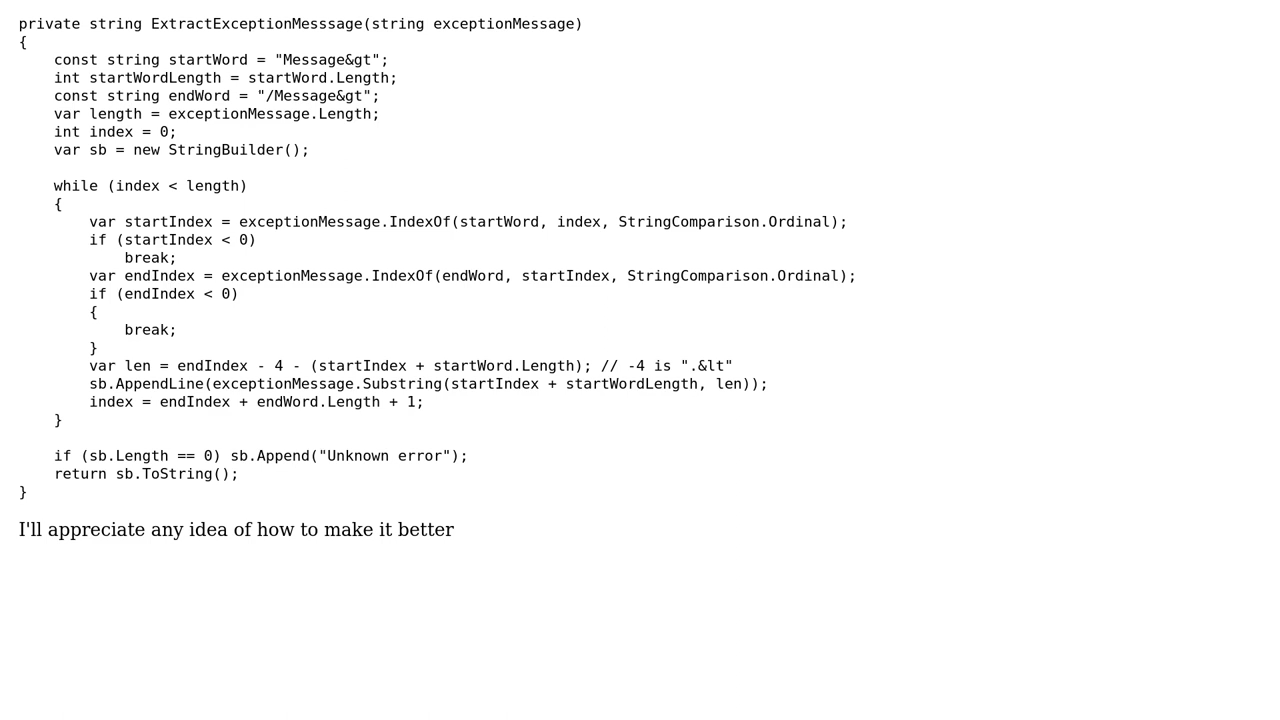 private string ExtractExceptionMesssage(string exceptionMessage)
{
    const string startWord = "Message&gt";
    int startWordLength = startWord.Length;
    const string endWord = "/Message&gt";
    var length = exceptionMessage.Length;
    int index = 0;
    var sb = new StringBuilder();

    while (index < length)
    {
        var startIndex = exceptionMessage.IndexOf(startWord, index, StringComparison.Ordinal);
        if (startIndex < 0)
            break;
        var endIndex = exceptionMessage.IndexOf(endWord, startIndex, StringComparison.Ordinal);
        if (endIndex < 0)
        {
            break;
        }
        var len = endIndex - 4 - (startIndex + startWord.Length); // -4 is ".&lt"
        sb.AppendLine(exceptionMessage.Substring(startIndex + startWordLength, len));
        index = endIndex + endWord.Length + 1;
    }

    if (sb.Length == 0) sb.Append("Unknown error");
    return sb.ToString();
}
I'll appreciate any idea of how to make it better